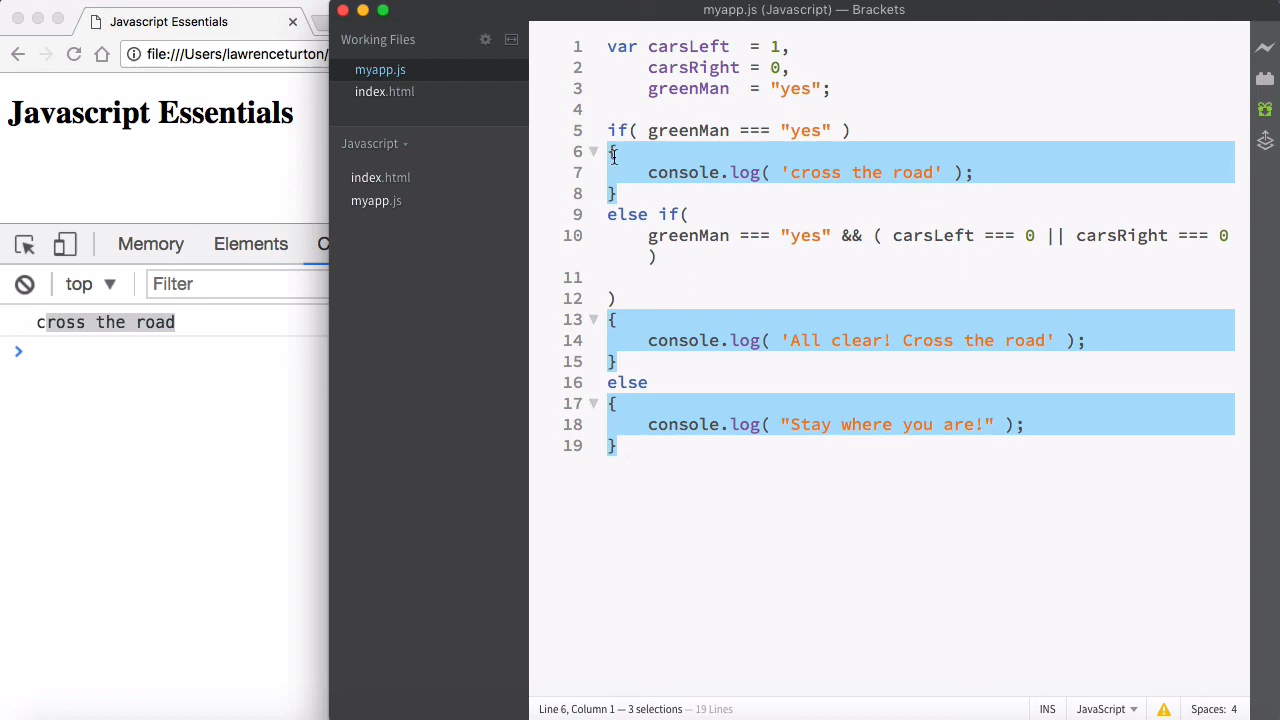 Javascript Essentials
file:///Users/lawrenceturton/
Javascript Essentials
Memory
Elements
top
Filter
cross the road
myapp.js (Javascript) — Brackets
Working Files
myapp.js
index.html
Javascript
index.html
myapp.js
1 var carsLeft  = 1,
2     carsRight = 0,
3     greenMan  = "yes";
4
5 if( greenMan === "yes" )
6 {
7     console.log( 'cross the road' );
8 }
9 else if(
10     greenMan === "yes" && ( carsLeft === 0 || carsRight === 0
)
11
12 )
13 {
14     console.log( 'All clear! Cross the road' );
15 }
16 else
17 {
18     console.log( "Stay where you are!" );
19 }
Line 6, Column 1 — 3 selections — 19 Lines
INS
JavaScript
Spaces: 4